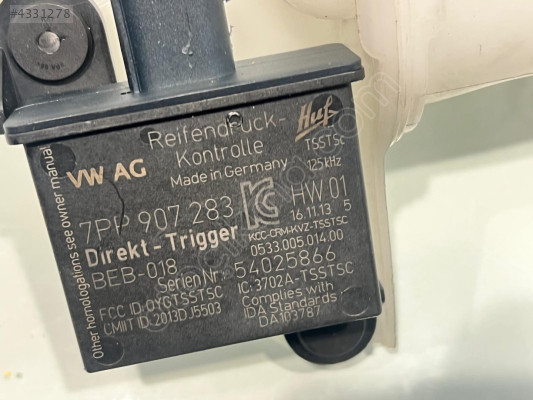 #4331278
Reifendruck-
Kontrolle
VW AG
Made in Germany
Huf
TSSTSc
125kHz
7PP 907 283
HW 01
16.11.13 5
Direkt-Trigger
KCC-CRM-KVZ-TSSTSC
0533.005.014.00
BEB-018
Serien Nr.: 54025866
FCC ID: OYGTSSTSC
IC: 3702A-TSSTSC
CMIIT ID: 2013DJ5503
Complies with
IDA Standards
DA103787
Other homologations see owner manual